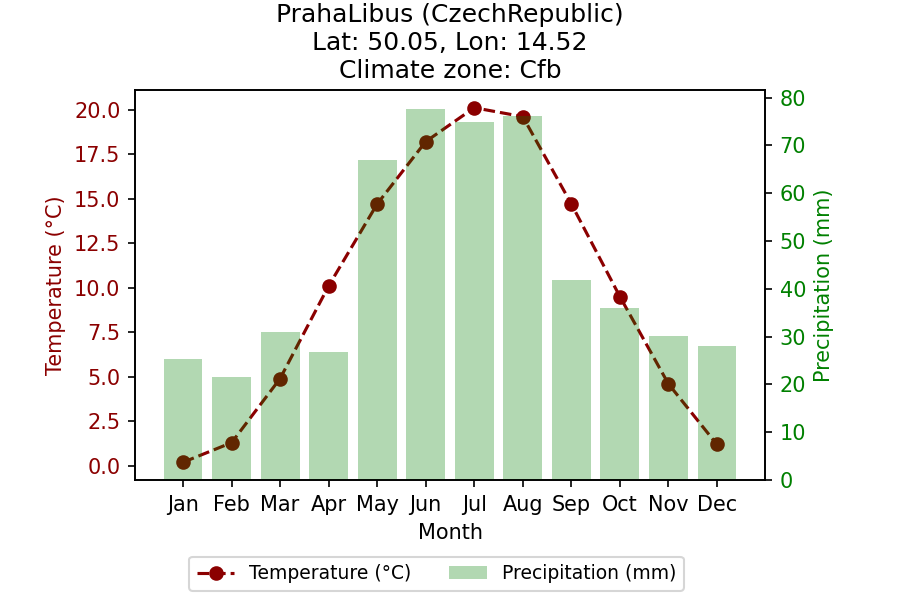 PrahaLibus (CzechRepublic)
Lat: 50.05, Lon: 14.52
Climate zone: Cfb
20.0
17.5
15.0
12.5
10.0
7.5
5.0
2.5
0.0
Temperature (°C)
80
70
60
50
40
30
20
10
0
Precipitation (mm)
Jan Feb Mar Apr May Jun Jul Aug Sep Oct Nov Dec
Month
Temperature (°C) Precipitation (mm)